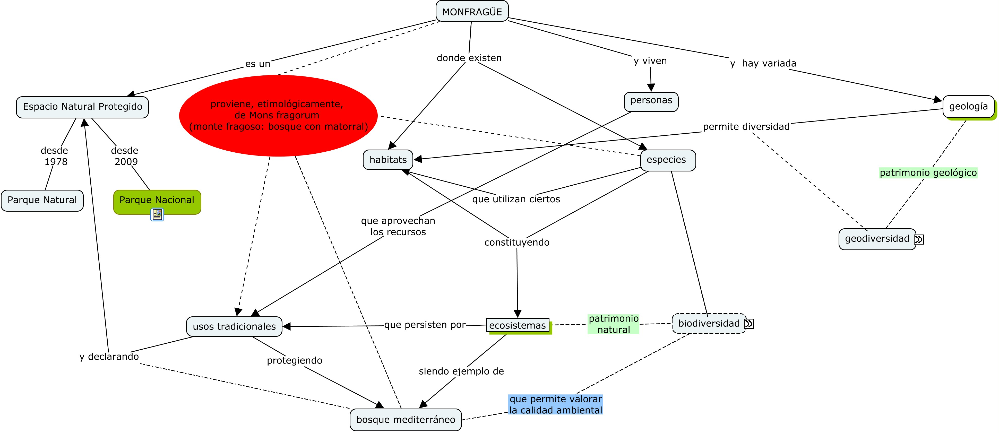 MONFRAGÜE
es un
donde existen
y viven
y  hay variada
proviene, etimológicamente,
de Mons fragorum
(monte fragoso: bosque con matorral)
Espacio Natural Protegido
personas
geología
permite diversidad
desde
1978
desde
2009
habitats
especies
patrimonio geológico
Parque Natural
Parque Nacional
que utilizan ciertos
que aprovechan
los recursos
constituyendo
geodiversidad
usos tradicionales
que persisten por
ecosistemas
patrimonio
natural
biodiversidad
y declarando
protegiendo
siendo ejemplo de
que permite valorar
la calidad ambiental
bosque mediterráneo